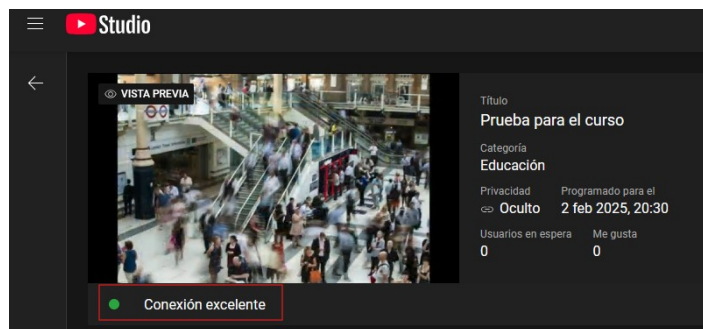 Studio
VISTA PREVIA
Título
Prueba para el curso
Categoría
Educación
Privacidad Programado para el
Oculto 2 feb 2025, 20:30
Usuarios en espera Me gusta
0 0
Conexión excelente